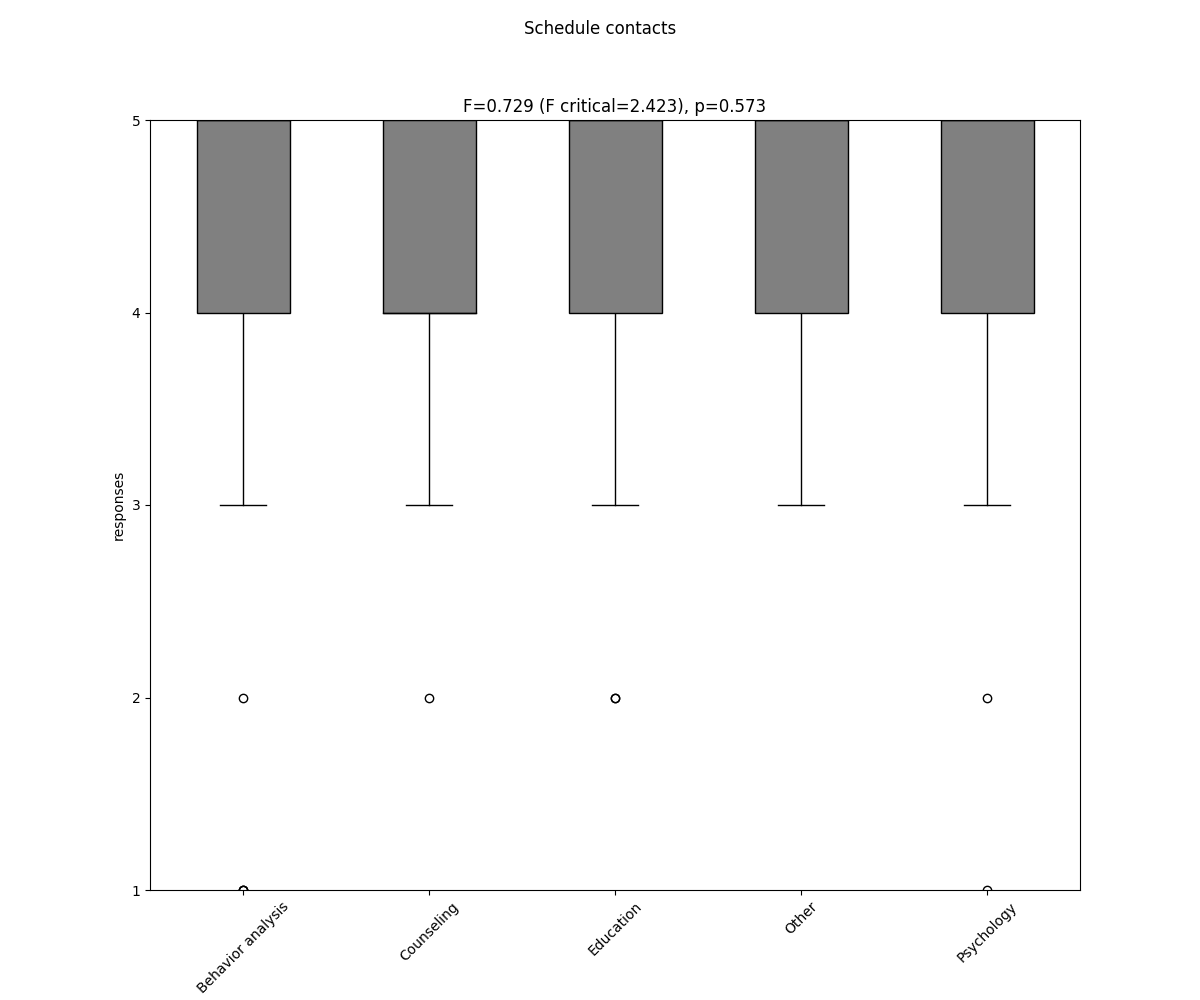 Schedule contacts
F=0.729 (F critical=2.423), p=0.573
5
4
3
2
1
responses
Behavior analysis
Counseling
Education
Other
Psychology